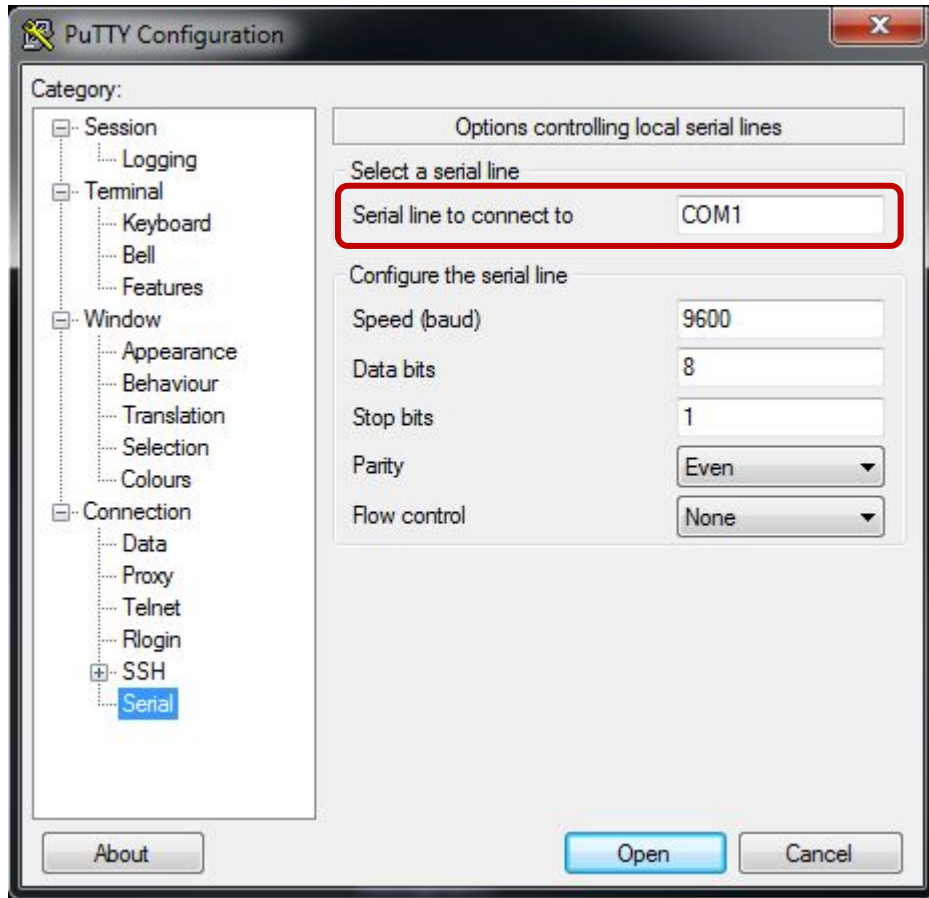 PuTTY Configuration
Category:
Session
Logging
Terminal
Keyboard
Bell
Features
Window
Appearance
Behaviour
Translation
Selection
Colours
Connection
Data
Proxy
Telnet
Rlogin
SSH
Serial
Options controlling local serial lines
Select a serial line
Serial line to connect to COM1
Configure the serial line
Speed (baud) 9600
Data bits 8
Stop bits 1
Parity Even
Flow control None
About Open Cancel